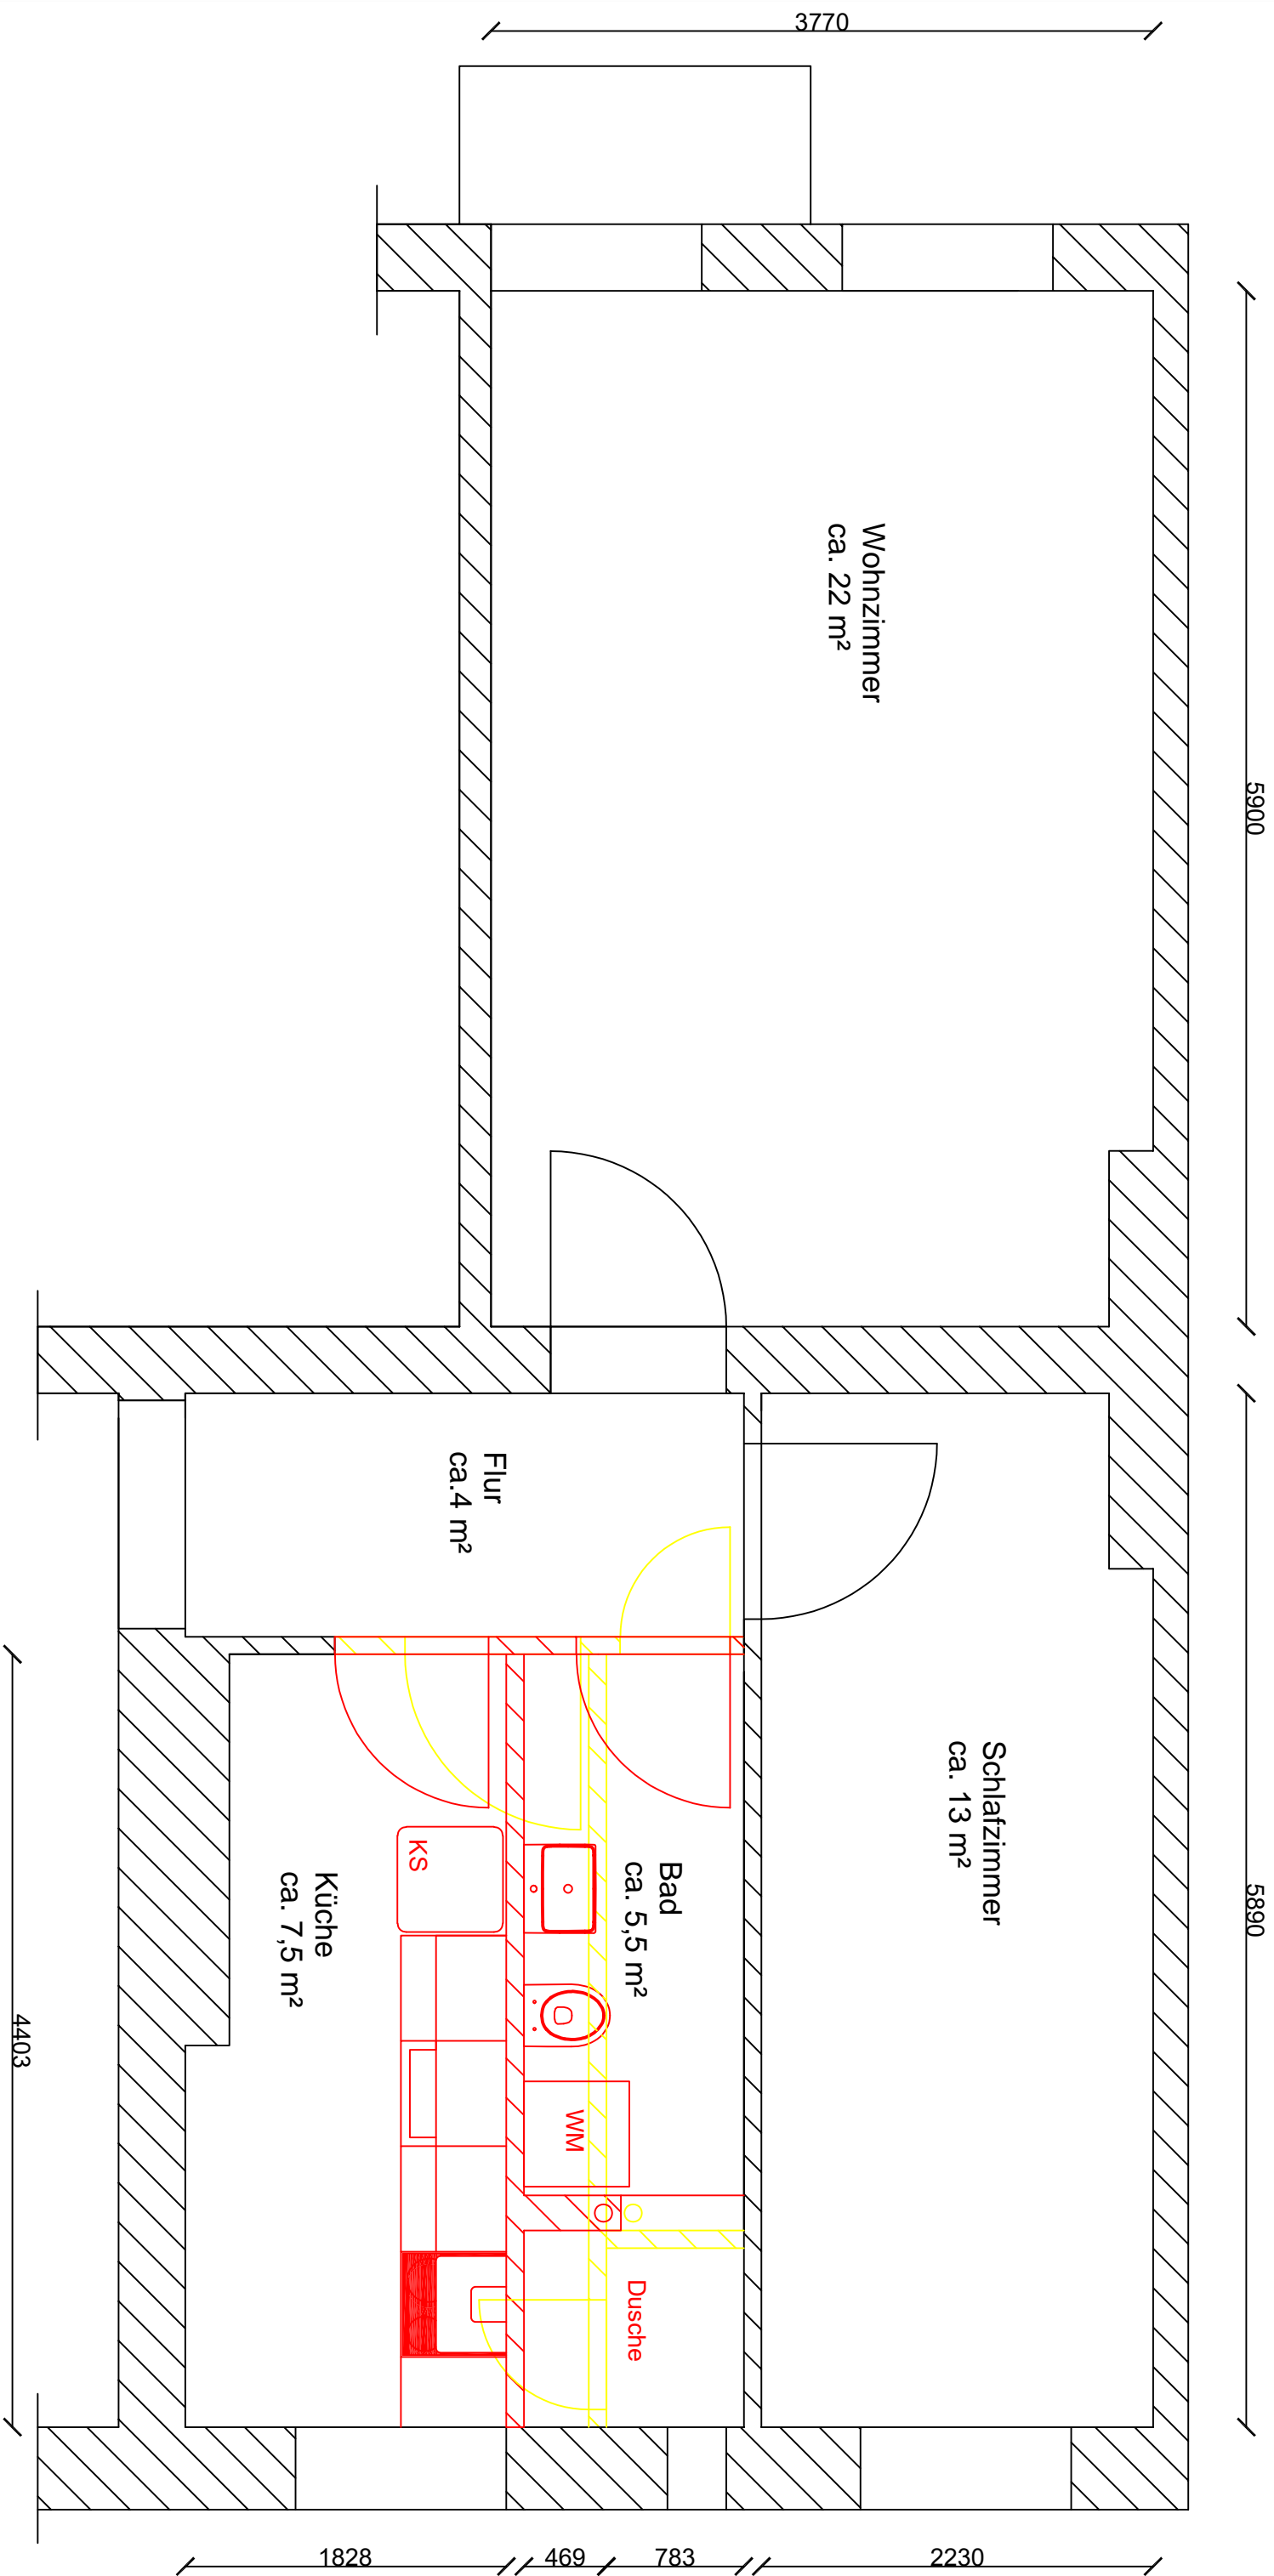 3770
5900
Wohnzimmer
ca. 22 m²
Flur
ca.4 m²
Schlafzimmer
ca. 13 m²
5890
Bad
ca. 5,5 m²
KS
Küche
ca. 7,5 m²
4403
WM
Dusche
1828
469
783
2230